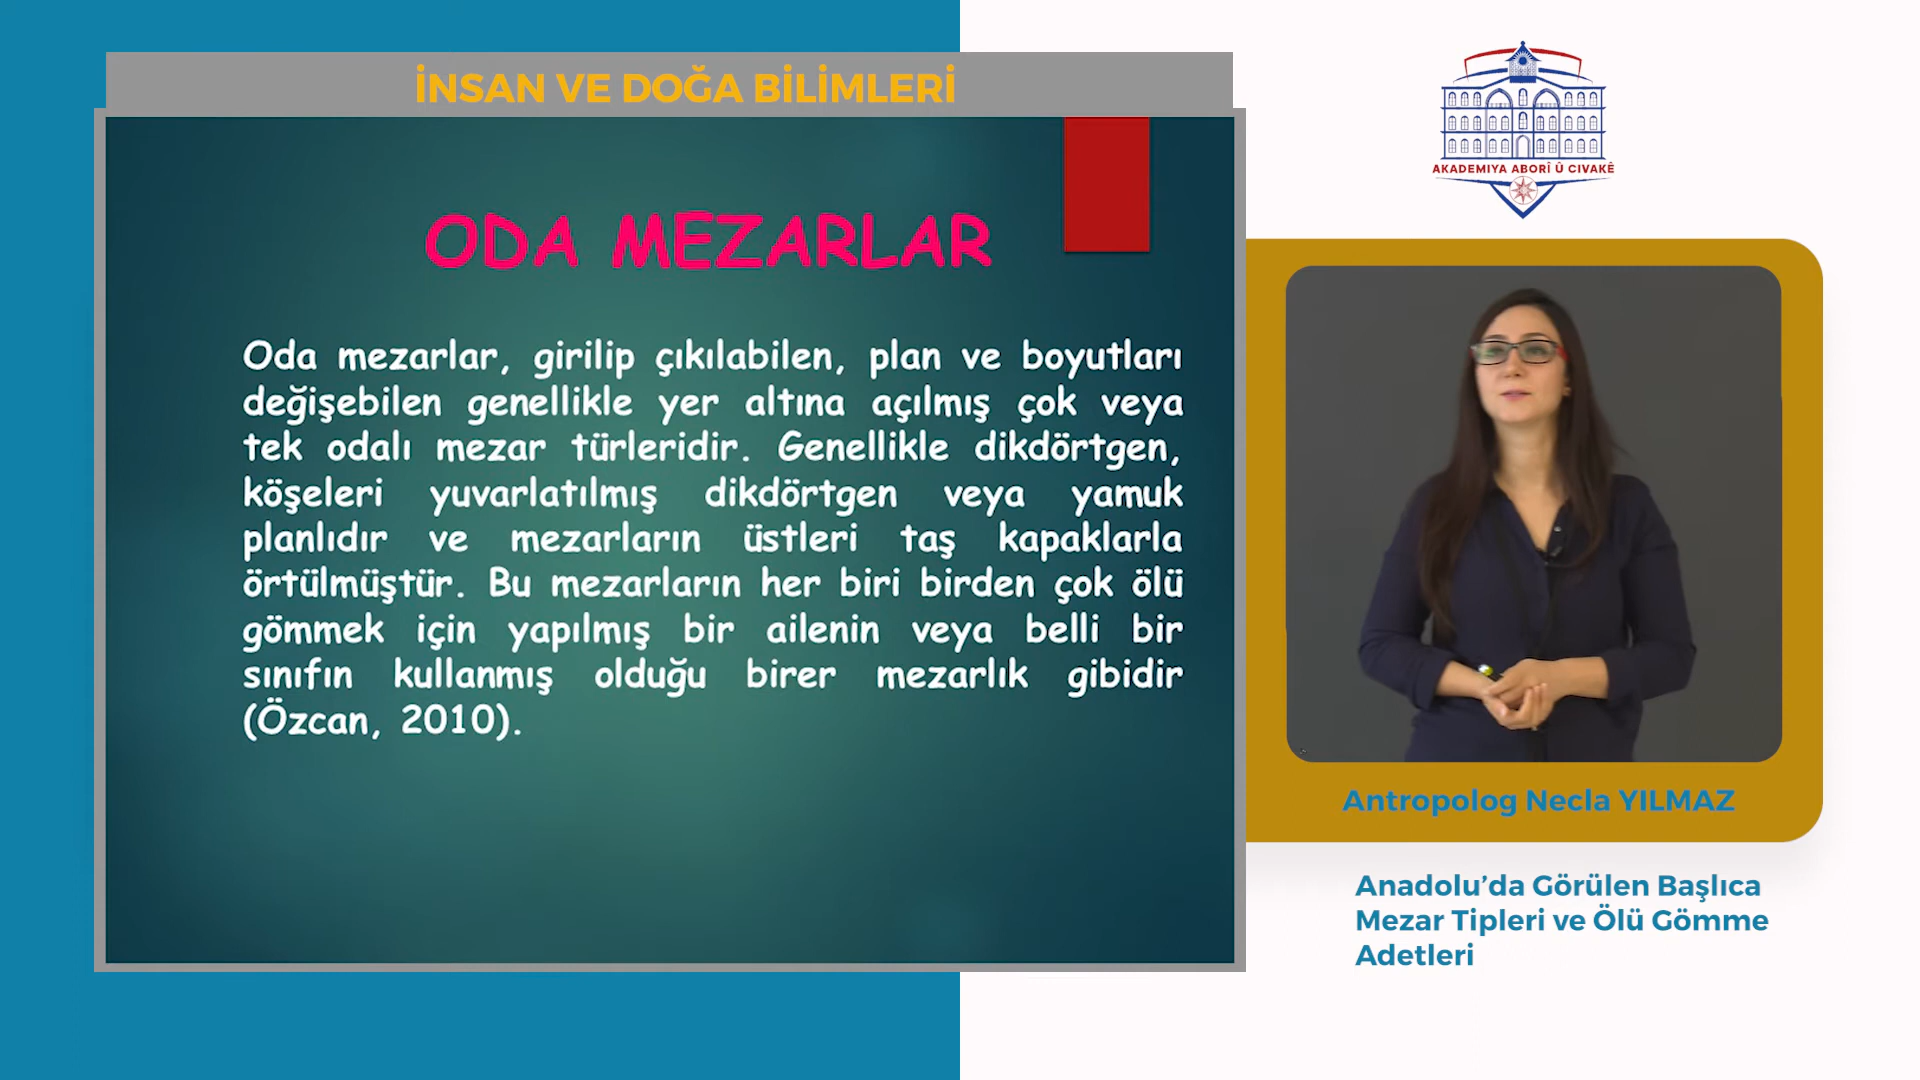 İNSAN VE DOĞA BİLİMLERİ
ODA MEZARLAR
Oda mezarlar, girilip çıkılabilen, plan ve boyutları
değişebilen genellikle yer altına açılmış çok veya
tek odalı mezar türleridir. Genellikle dikdörtgen,
köşeleri yuvarlatılmış dikdörtgen veya yamuk
planlıdır ve mezarların üstleri taş kapaklarla
örtülmüştür. Bu mezarların her biri birden çok ölü
gömmek için yapılmış bir ailenin veya belli bir
sınıfın kullanmış olduğu birer mezarlık gibidir
(Özcan, 2010).
AKADEMIYA ABORÎ Û CIVAKÊ
Antropolog Necla YILMAZ
Anadolu’da Görülen Başlıca
Mezar Tipleri ve Ölü Gömme
Adetleri